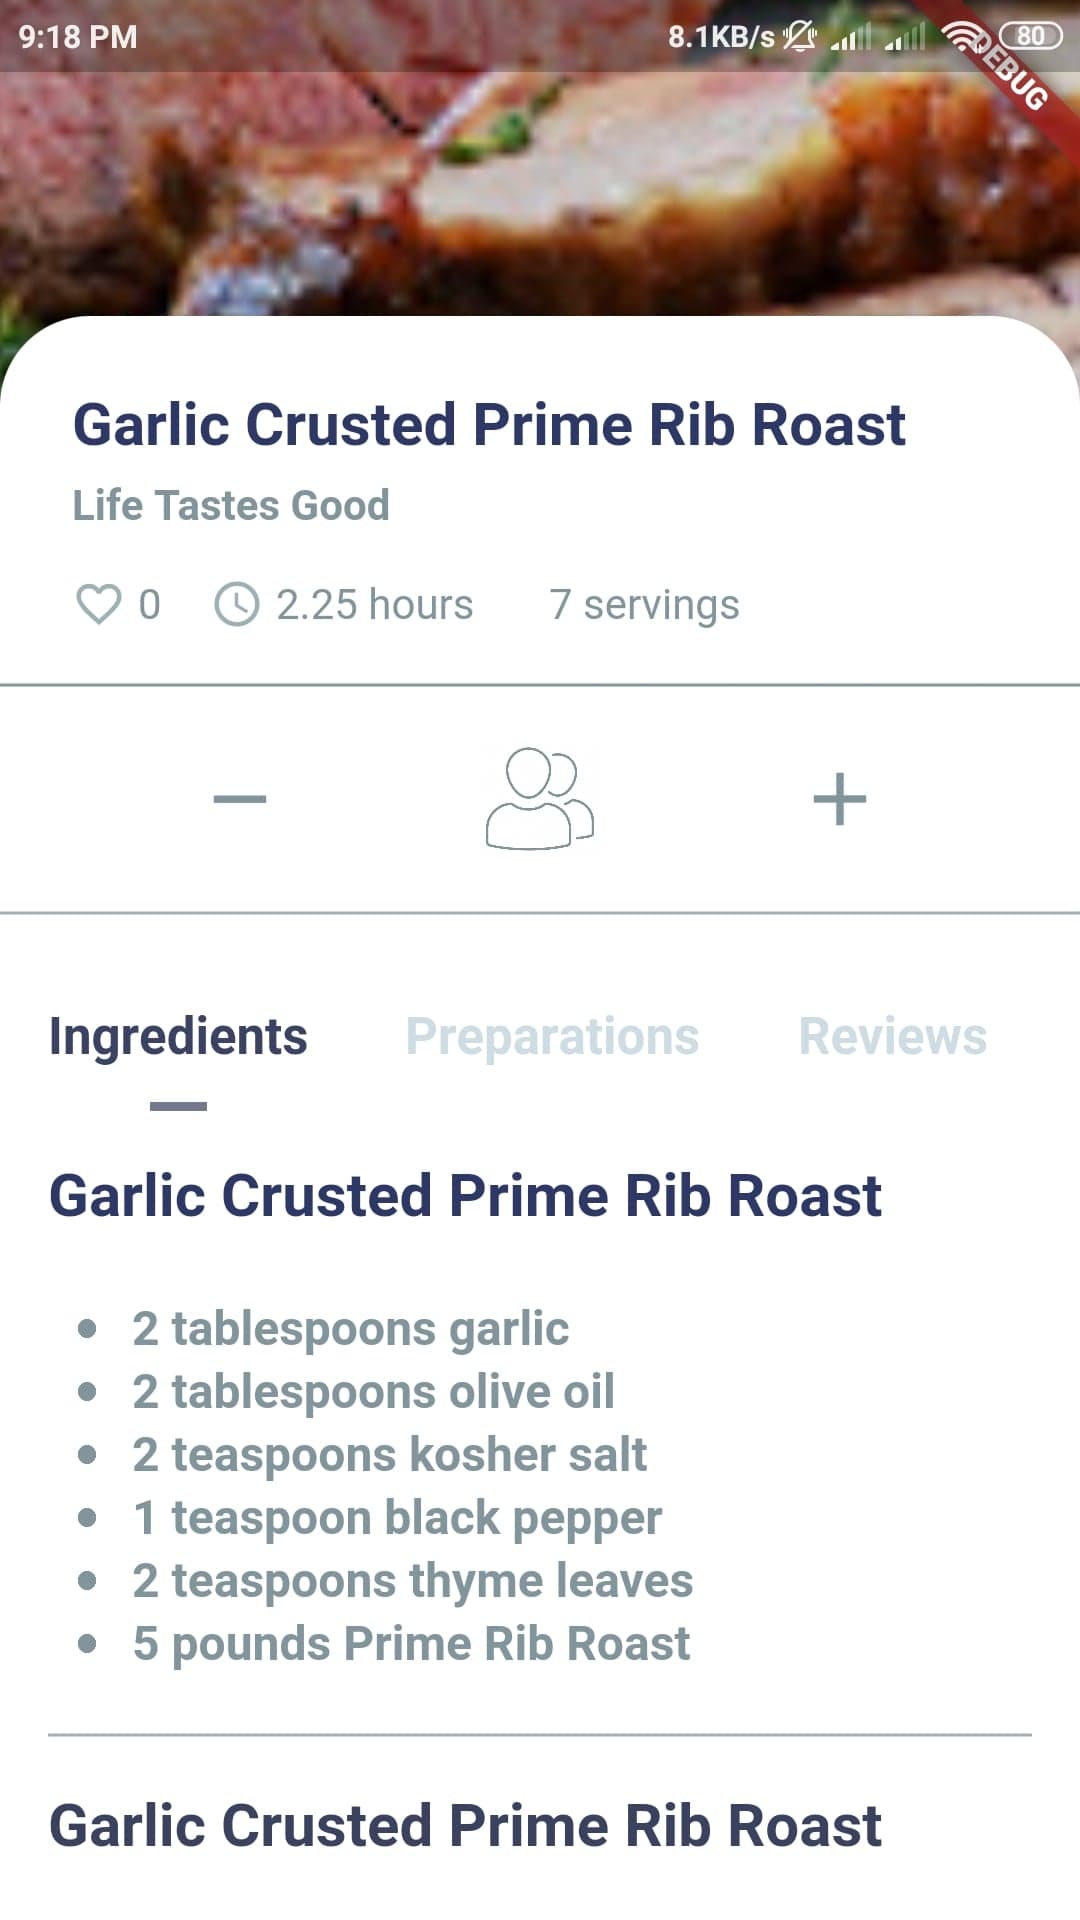 9:18 PM 8.1KB/s 80
DEBUG
Garlic Crusted Prime Rib Roast
Life Tastes Good
0 2.25 hours 7 servings
Ingredients Preparations Reviews
Garlic Crusted Prime Rib Roast
• 2 tablespoons garlic
• 2 tablespoons olive oil
• 2 teaspoons kosher salt
• 1 teaspoon black pepper
• 2 teaspoons thyme leaves
• 5 pounds Prime Rib Roast
Garlic Crusted Prime Rib Roast